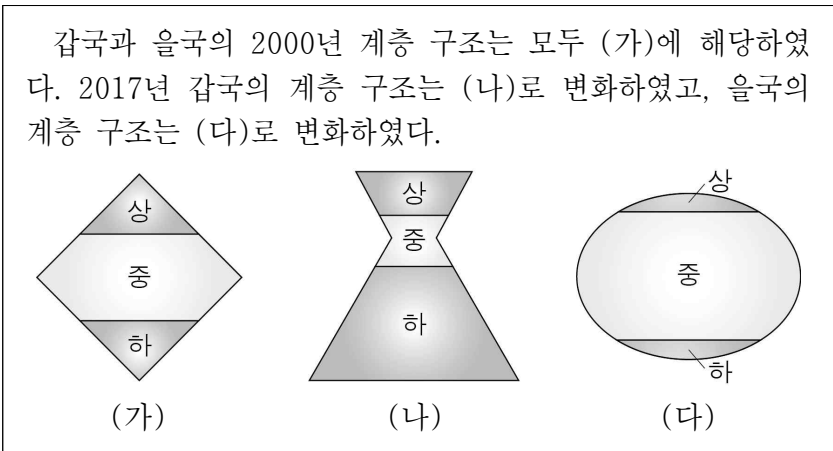 갑국과 을국의 2000년 계층 구조는 모두 (가)에 해당하였
다. 2017년 갑국의 계층 구조는 (나)로 변화하였고, 을국의
계층 구조는 (다)로 변화하였다.
상
중
하
(가)
상
중
하
(나)
상
중
하
(다)